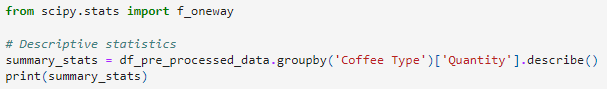 from scipy.stats import f_oneway
# Descriptive statistics
summary_stats = df_pre_processed_data.groupby('Coffee Type')['Quantity'].describe()
print(summary_stats)